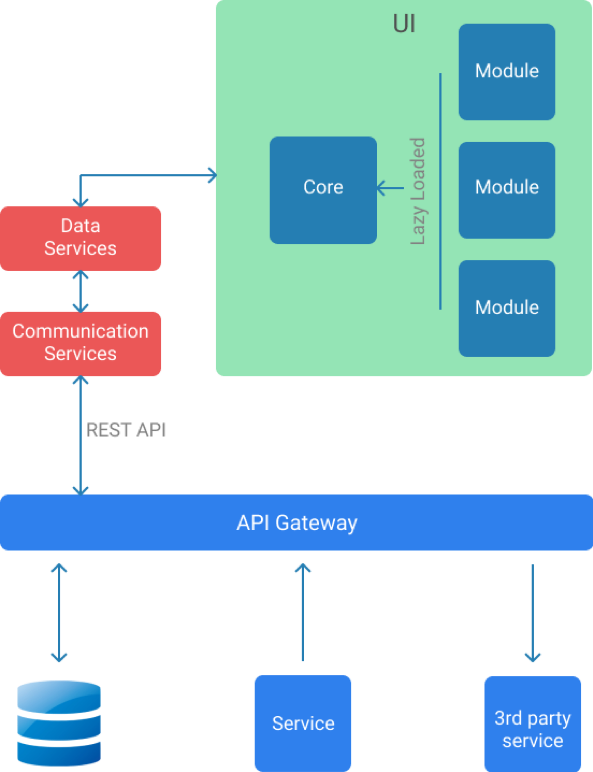 UI
Module
Core
Lazy Loaded
Module
Module
Data
Services
Communication
Services
REST API
API Gateway
Service
3rd party
service